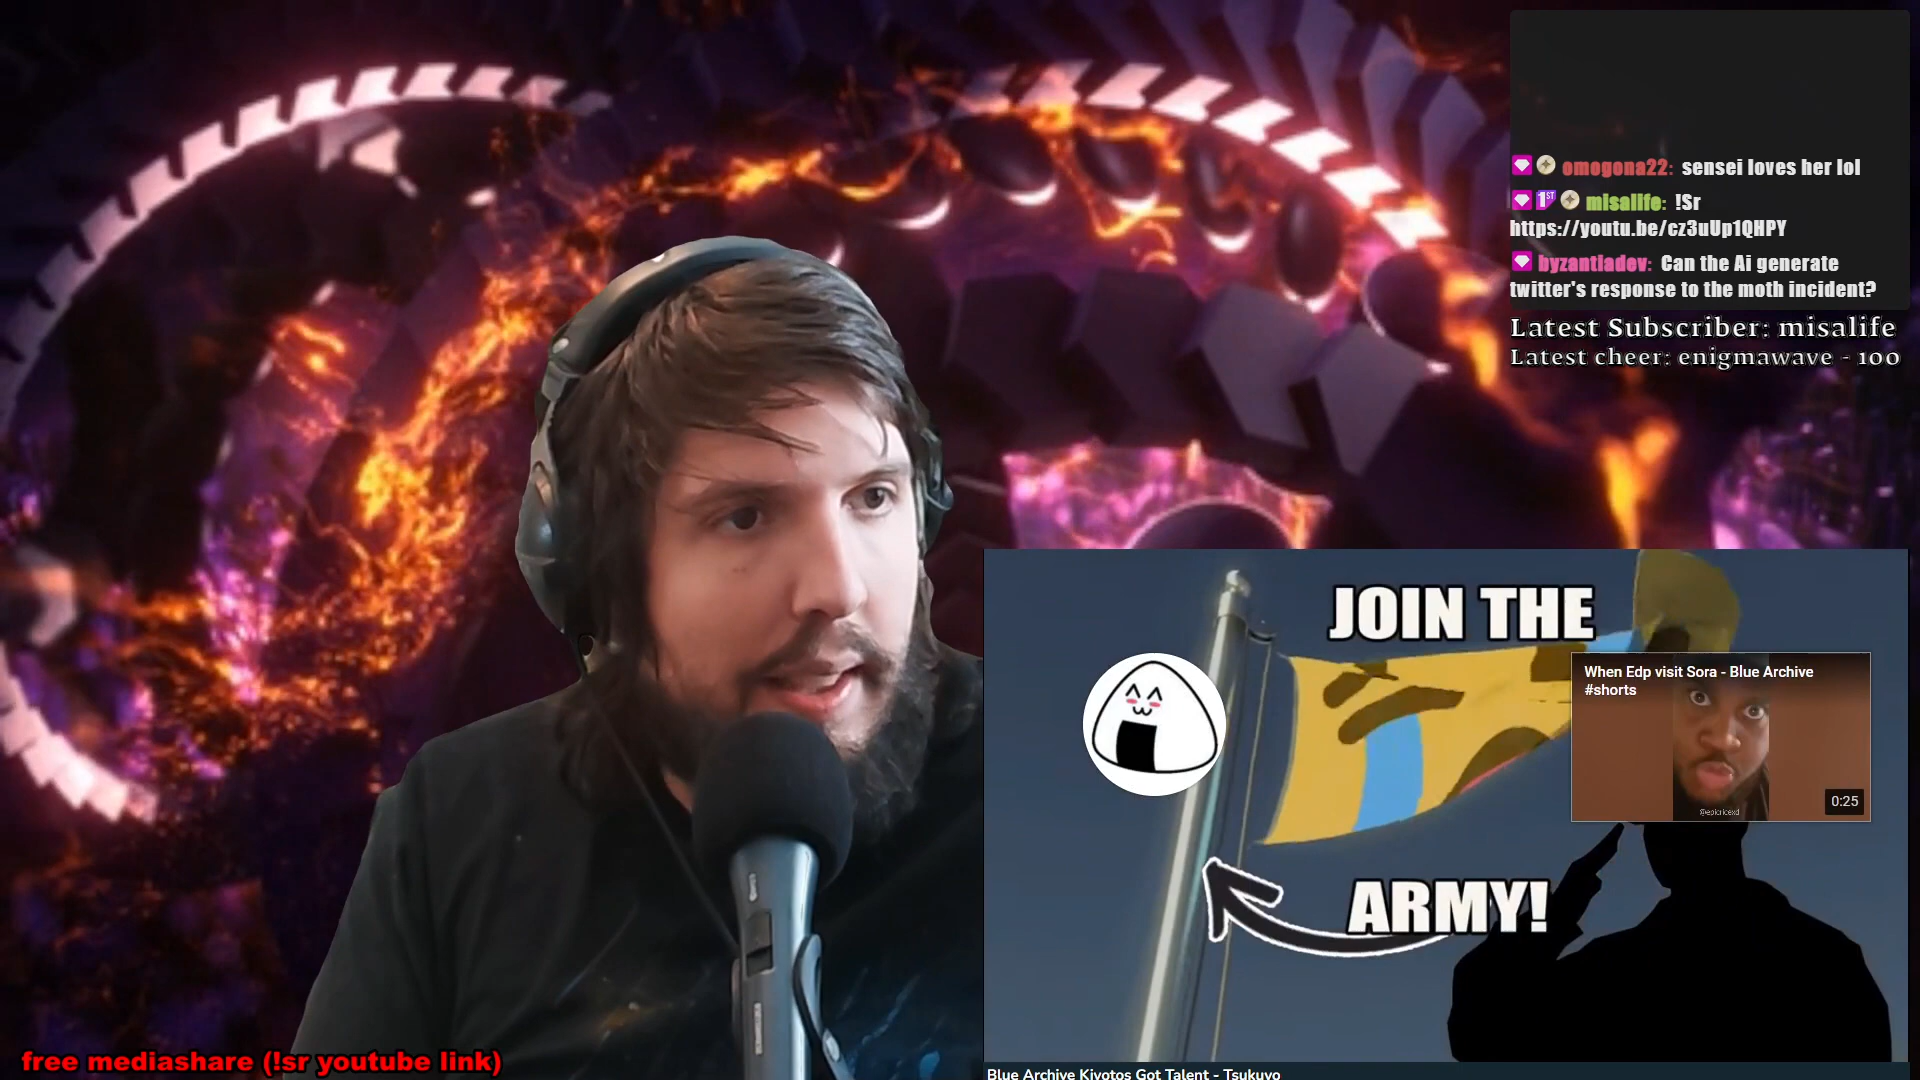 omegona22: sensei loves her lol
1ST misalife: !Sr
https://youtu.be/cz3uUp1QHPY
byzantiadev: Can the Ai generate
twitter's response to the moth incident?
Latest Subscriber: misalife
Latest cheer: enigmawave - 100
JOIN THE
When Edp visit Sora - Blue Archive
#shorts
0:25
@epicricexd
ARMY!
free mediashare (!sr youtube link)
Blue Archive Kivotos Got Talent - Tsukuyo